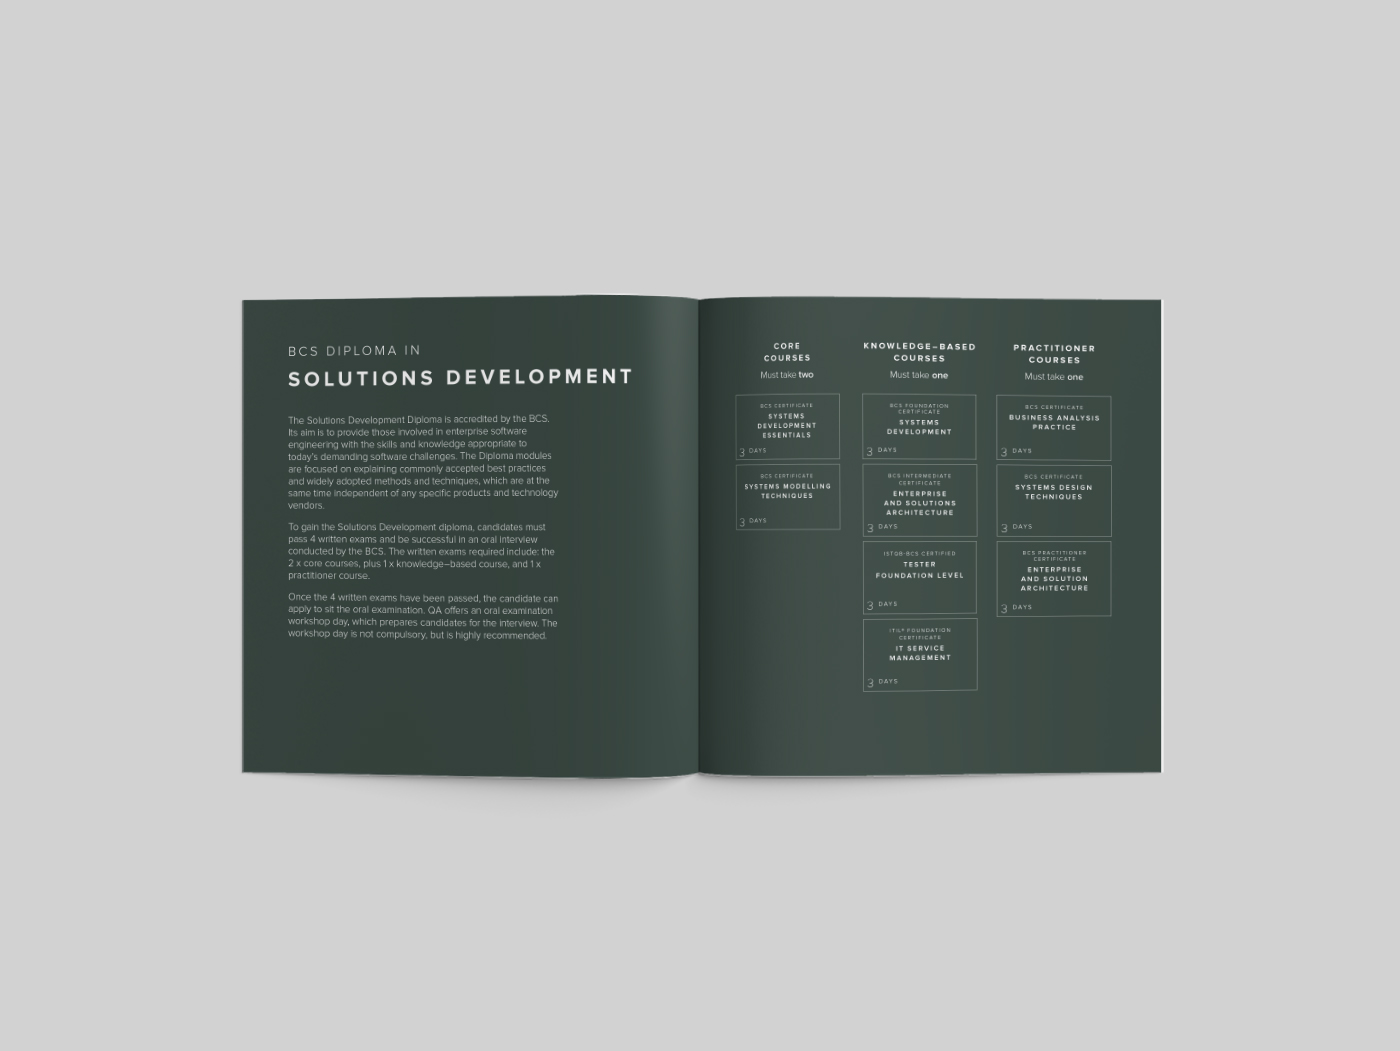 BCS DIPLOMA IN
SOLUTIONS DEVELOPMENT
The Solutions Development Diploma is accredited by the BCS.
Its aim is to provide those involved in enterprise software
engineering with the skills and knowledge appropriate to
today's demanding software challenges. The Diploma modules
are focused on explaining commonly accepted best practices
and widely adopted methods and techniques, which are at the
same time independent of any specific products and technology
vendors.
To gain the Solutions Development diploma, candidates must
pass 4 written exams and be successful in an oral interview
conducted by the BCS. The written exams required include: the
2 x core courses, plus 1 x knowledge–based course, and 1 x
practitioner course.
Once the 4 written exams have been passed, the candidate can
apply to sit the oral examination. QA offers an oral examination
workshop day, which prepares candidates for the interview. The
workshop day is not compulsory, but is highly recommended.
CORE
COURSES
Must take two
BCS CERTIFICATE
SYSTEMS
DEVELOPMENT
ESSENTIALS
3 DAYS
BCS CERTIFICATE
SYSTEMS MODELLING
TECHNIQUES
3 DAYS
KNOWLEDGE–BASED
COURSES
Must take one
BCS FOUNDATION
CERTIFICATE
SYSTEMS
DEVELOPMENT
3 DAYS
BCS INTERMEDIATE
CERTIFICATE
ENTERPRISE
AND SOLUTIONS
ARCHITECTURE
3 DAYS
ISTQB-BCS CERTIFIED
TESTER
FOUNDATION LEVEL
3 DAYS
ITIL® FOUNDATION
CERTIFICATE
IT SERVICE
MANAGEMENT
3 DAYS
PRACTITIONER
COURSES
Must take one
BCS CERTIFICATE
BUSINESS ANALYSIS
PRACTICE
3 DAYS
BCS CERTIFICATE
SYSTEMS DESIGN
TECHNIQUES
3 DAYS
BCS PRACTITIONER
CERTIFICATE
ENTERPRISE
AND SOLUTION
ARCHITECTURE
3 DAYS